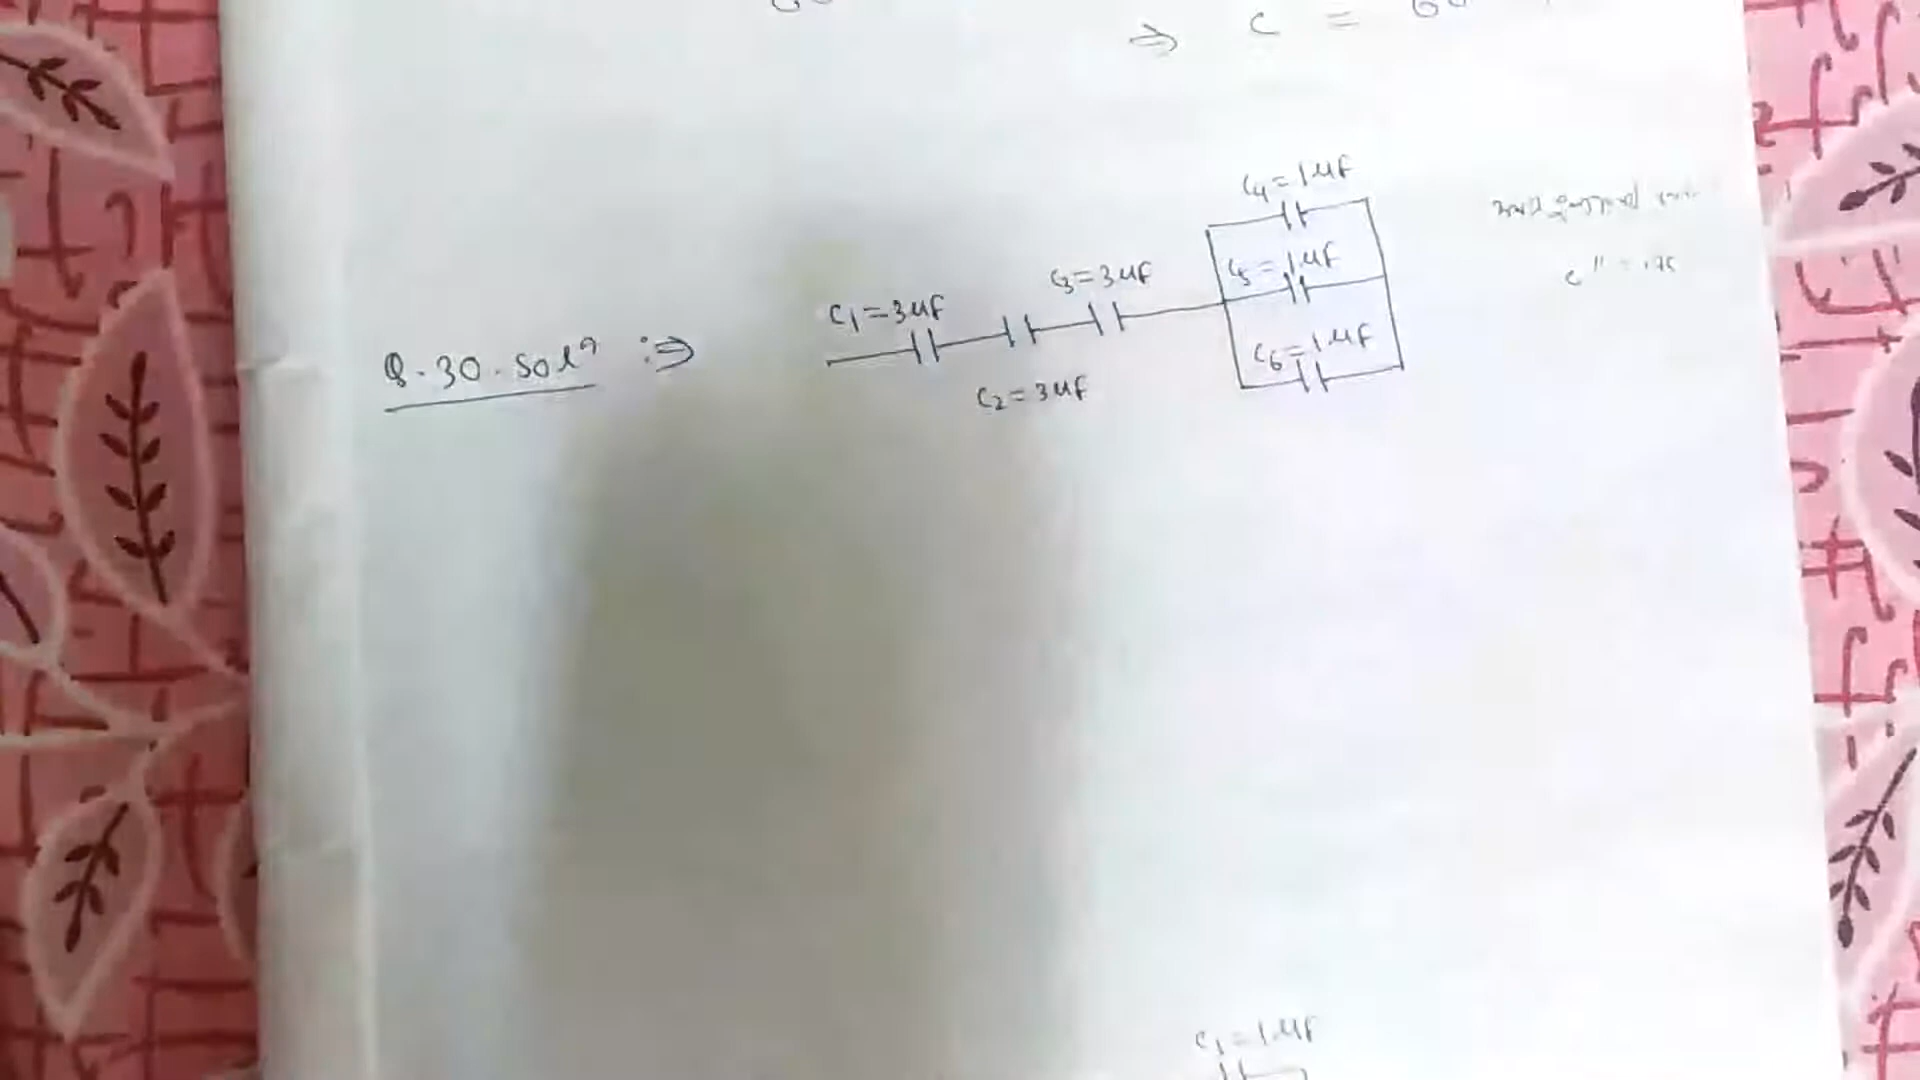 ⇒ C =
C4 = 1 μF
C5 = 1 μF
C3 = 3 μF
C1 = 3 μF
C6 = 1 μF
Q.30. Solⁿ :⇒
C2 = 3 μF
C1 = 1 μF